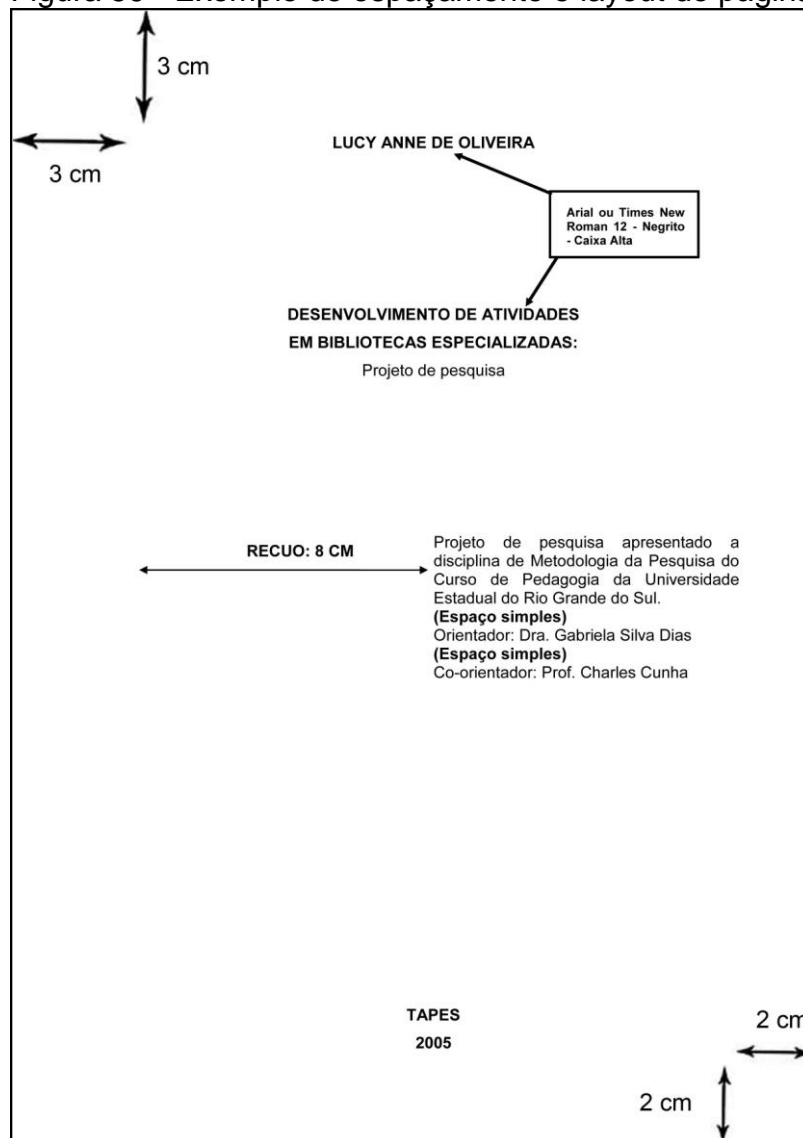 Figura 30 - Exemplo de espaçamento e layout de página
3 cm
3 cm
LUCY ANNE DE OLIVEIRA
Arial ou Times New
Roman 12 - Negrito
- Caixa Alta
DESENVOLVIMENTO DE ATIVIDADES
EM BIBLIOTECAS ESPECIALIZADAS:
Projeto de pesquisa
RECUO: 8 CM
Projeto de pesquisa apresentado a
disciplina de Metodologia da Pesquisa do
Curso de Pedagogia da Universidade
Estadual do Rio Grande do Sul.
(Espaço simples)
Orientador: Dra. Gabriela Silva Dias
(Espaço simples)
Co-orientador: Prof. Charles Cunha
TAPES
2005
2 cm
2 cm